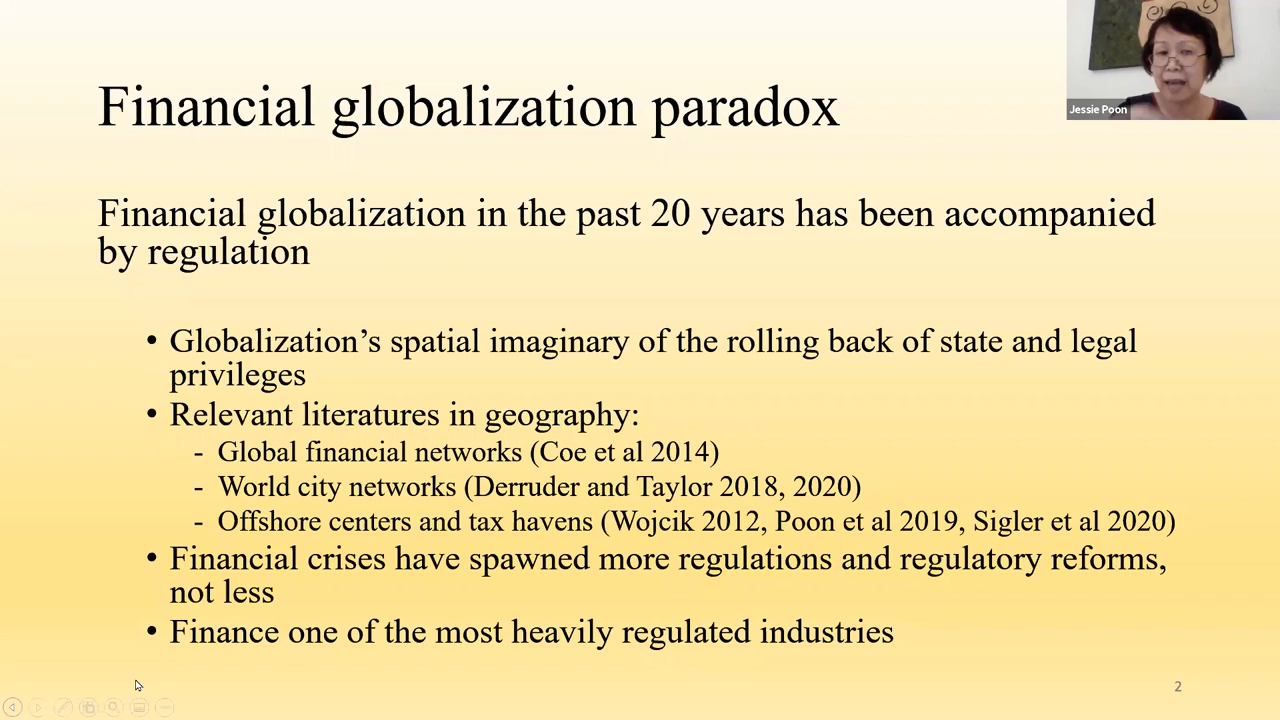 Financial globalization paradox
Jessie Poon
Financial globalization in the past 20 years has been accompanied
by regulation
• Globalization’s spatial imaginary of the rolling back of state and legal
privileges
• Relevant literatures in geography:
- Global financial networks (Coe et al 2014)
- World city networks (Derruder and Taylor 2018, 2020)
- Offshore centers and tax havens (Wojcik 2012, Poon et al 2019, Sigler et al 2020)
• Financial crises have spawned more regulations and regulatory reforms,
not less
• Finance one of the most heavily regulated industries
2